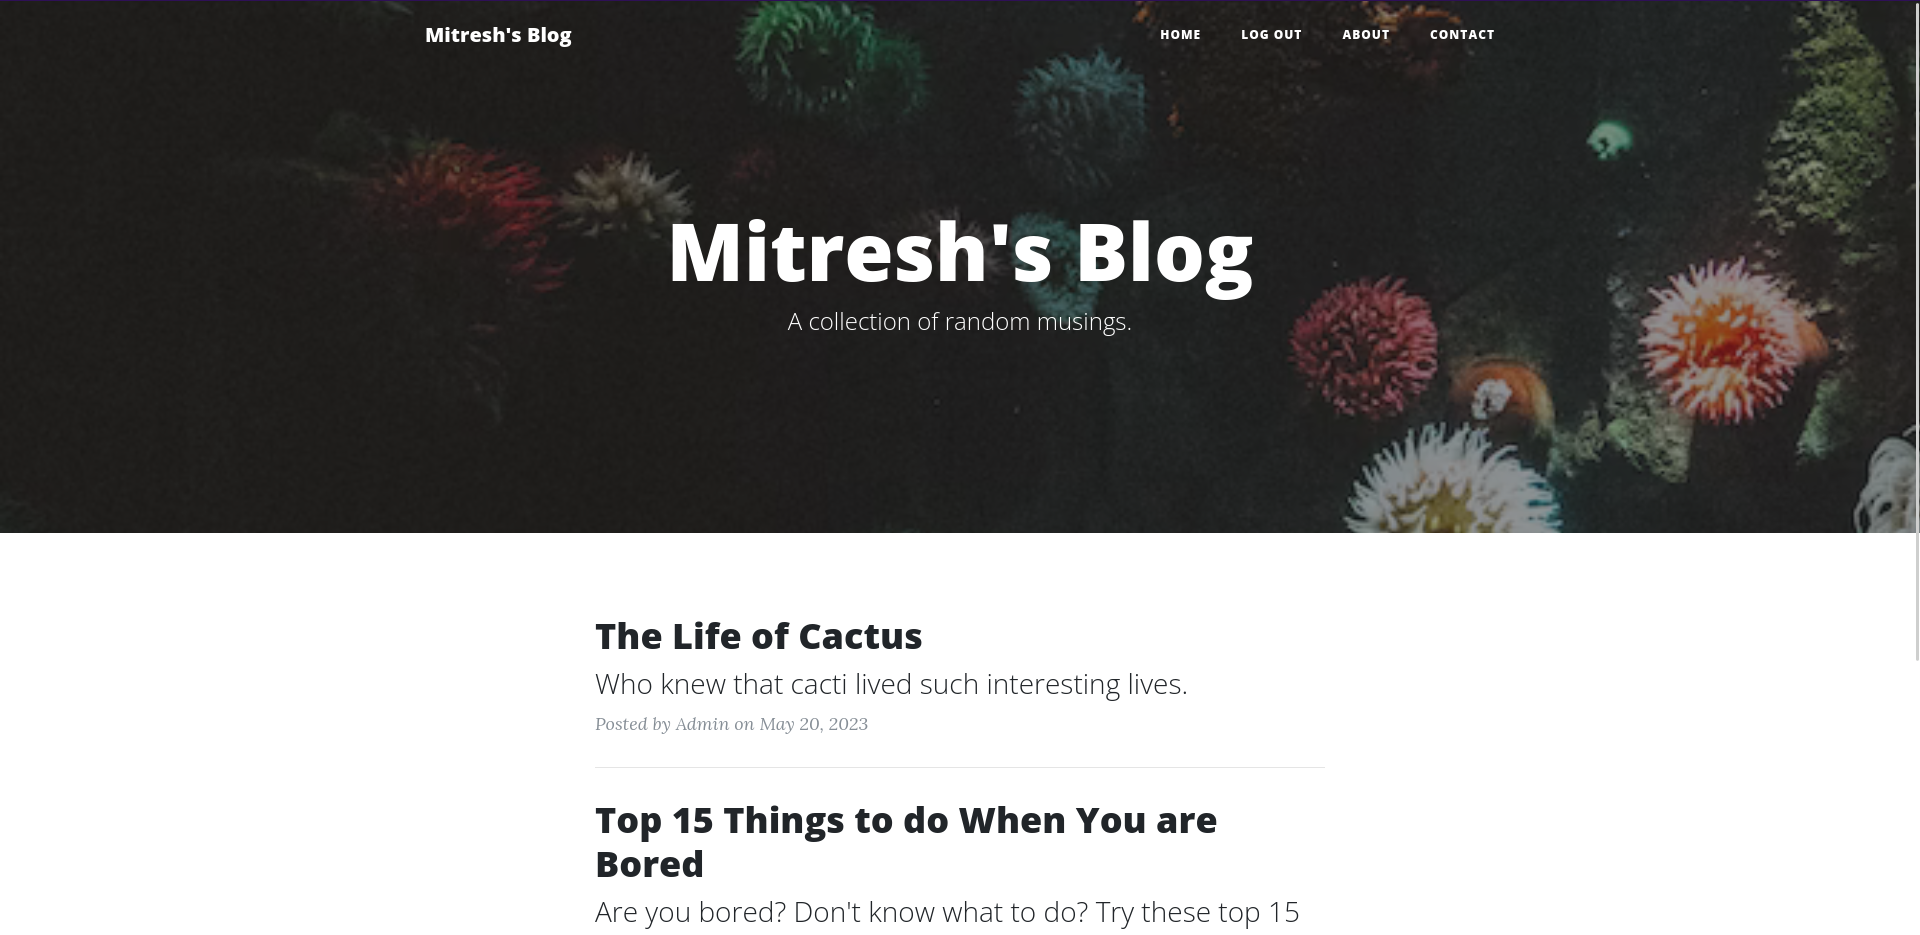 Mitresh's Blog
HOME LOG OUT ABOUT CONTACT
Mitresh's Blog
A collection of random musings.
The Life of Cactus
Who knew that cacti lived such interesting lives.
Posted by Admin on May 20, 2023
Top 15 Things to do When You are
Bored
Are you bored? Don't know what to do? Try these top 15